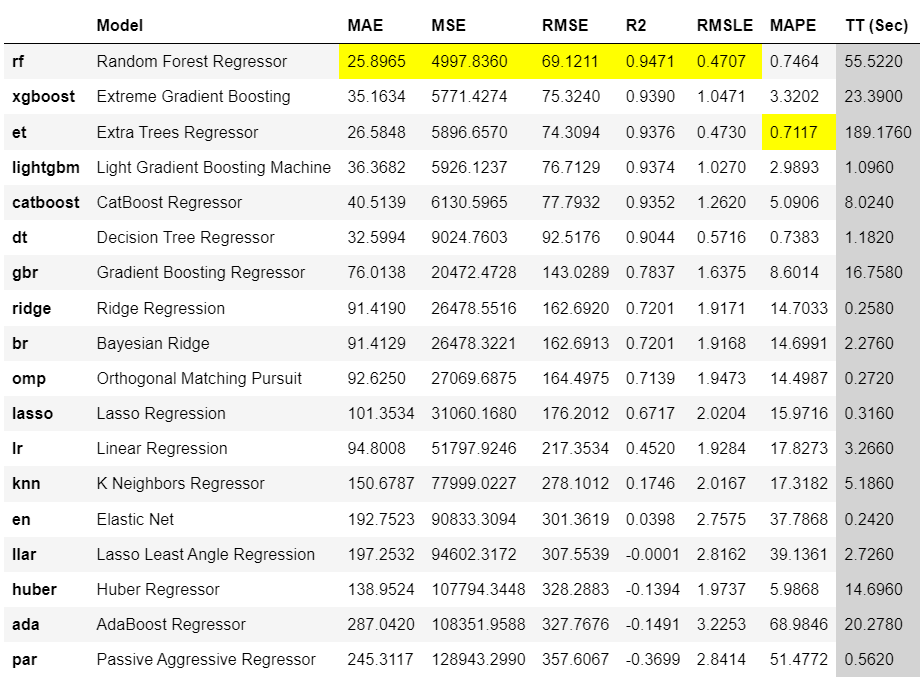 Model MAE MSE RMSE R2 RMSLE MAPE TT (Sec)
rf Random Forest Regressor 25.8965 4997.8360 69.1211 0.9471 0.4707 0.7464 55.5220
xgboost Extreme Gradient Boosting 35.1634 5771.4274 75.3240 0.9390 1.0471 3.3202 23.3900
et Extra Trees Regressor 26.5848 5896.6570 74.3094 0.9376 0.4730 0.7117 189.1760
lightgbm Light Gradient Boosting Machine 36.3682 5926.1237 76.7129 0.9374 1.0270 2.9893 1.0960
catboost CatBoost Regressor 40.5139 6130.5965 77.7932 0.9352 1.2620 5.0906 8.0240
dt Decision Tree Regressor 32.5994 9024.7603 92.5176 0.9044 0.5716 0.7383 1.1820
gbr Gradient Boosting Regressor 76.0138 20472.4728 143.0289 0.7837 1.6375 8.6014 16.7580
ridge Ridge Regression 91.4190 26478.5516 162.6920 0.7201 1.9171 14.7033 0.2580
br Bayesian Ridge 91.4129 26478.3221 162.6913 0.7201 1.9168 14.6991 2.2760
omp Orthogonal Matching Pursuit 92.6250 27069.6875 164.4975 0.7139 1.9473 14.4987 0.2720
lasso Lasso Regression 101.3534 31060.1680 176.2012 0.6717 2.0204 15.9716 0.3160
lr Linear Regression 94.8008 51797.9246 217.3534 0.4520 1.9284 17.8273 3.2660
knn K Neighbors Regressor 150.6787 77999.0227 278.1012 0.1746 2.0167 17.3182 5.1860
en Elastic Net 192.7523 90833.3094 301.3619 0.0398 2.7575 37.7868 0.2420
llar Lasso Least Angle Regression 197.2532 94602.3172 307.5539 -0.0001 2.8162 39.1361 2.7260
huber Huber Regressor 138.9524 107794.3448 328.2883 -0.1394 1.9737 5.9868 14.6960
ada AdaBoost Regressor 287.0420 108351.9588 327.7676 -0.1491 3.2253 68.9846 20.2780
par Passive Aggressive Regressor 245.3117 128943.2990 357.6067 -0.3699 2.8414 51.4772 0.5620